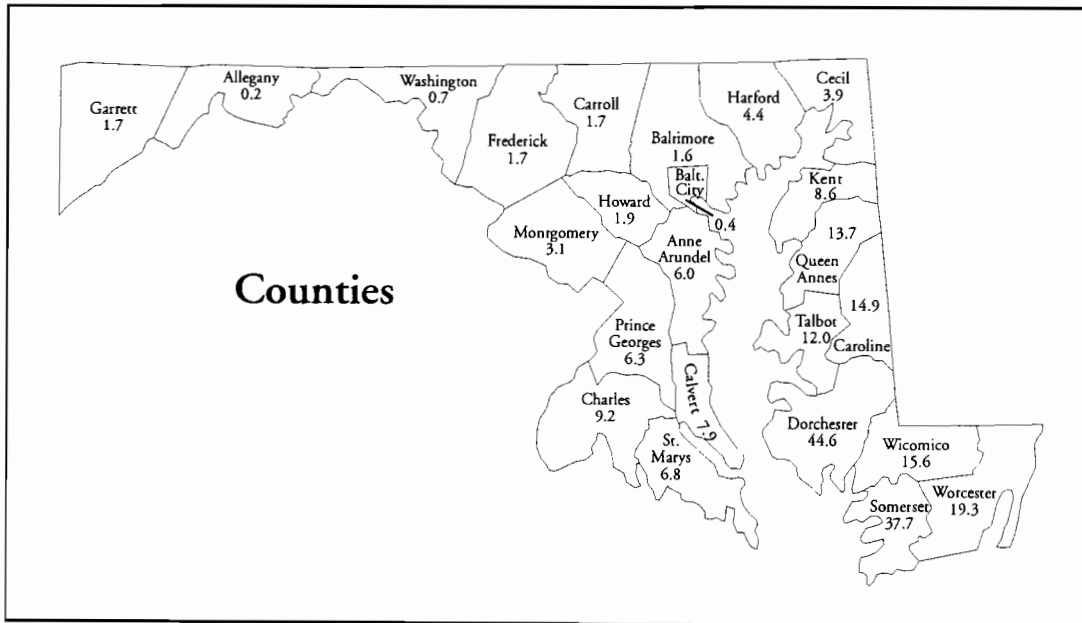 Garrett
1.7
Allegany
0.2
Washington
0.7
Frederick
1.7
Carroll
1.7
Balrimore
1.6
Balt.
City
0.4
Harford
4.4
Cecil
3.9
Kent
8.6
13.7
Queen
Annes
Howard
1.9
Monrgomery
3.1
Anne
Arundel
6.0
Counties
Prince
Georges
6.3
Talbot
12.0
14.9
Caroline
Charles
9.2
Calvert 7.9
St.
Marys
6.8
Dorchester
44.6
Wicomico
15.6
Somerset
37.7
Worcester
19.3